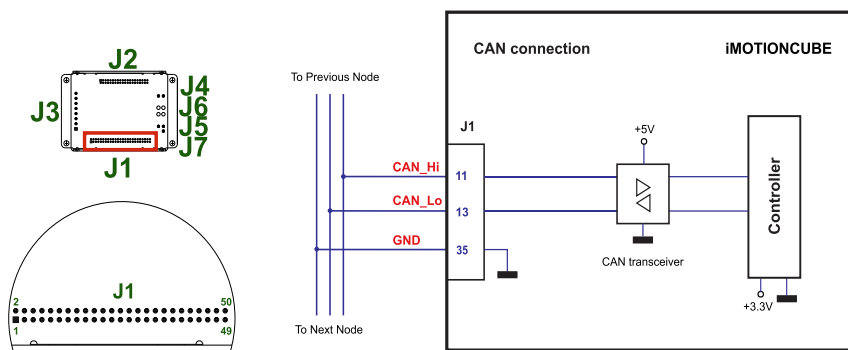 J2
J4
J3
J6
J5
J7
J1
J1
2
50
1
49
CAN connection
iMOTIONCUBE
To Previous Node
J1
+5V
CAN_Hi
11
CAN_Lo
13
GND
35
CAN transceiver
Controller
+3.3V
To Next Node